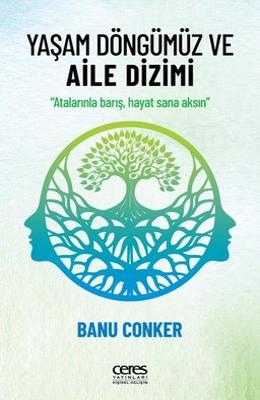 YAŞAM DÖNGÜMÜZ VE
AİLE DİZİMİ
“Atalarınla barış, hayat sana aksın”
BANU CONKER
ceres
YAYINLARI
KİŞİSEL GELİŞİM